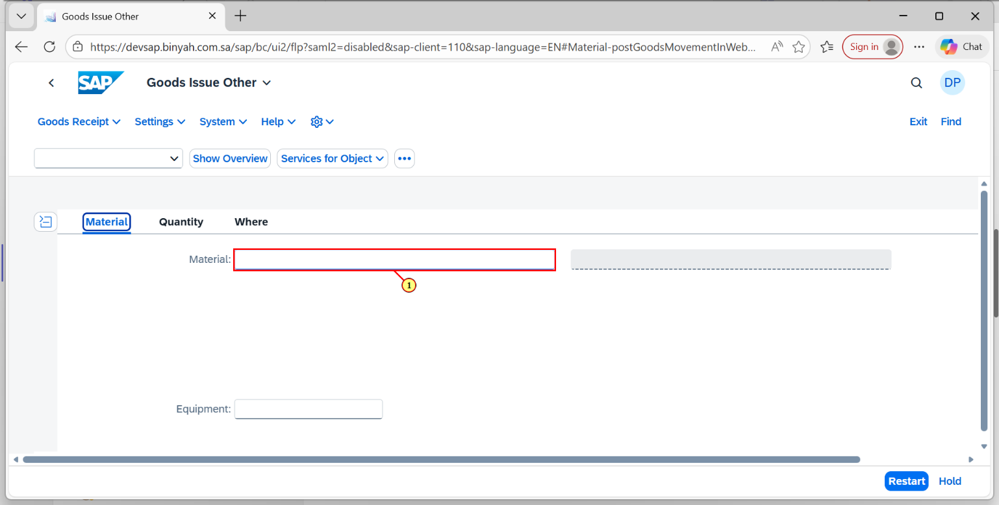 Goods Issue Other
https://devsap.binyah.com.sa/sap/bc/ui2/flp?saml2=disabled&sap-client=110&sap-language=EN#Material-postGoodsMovementInWeb...
Sign in
Chat
SAP
Goods Issue Other
DP
Goods Receipt
Settings
System
Help
Exit
Find
Show Overview
Services for Object
Material
Quantity
Where
Material:
1
Equipment:
Restart
Hold